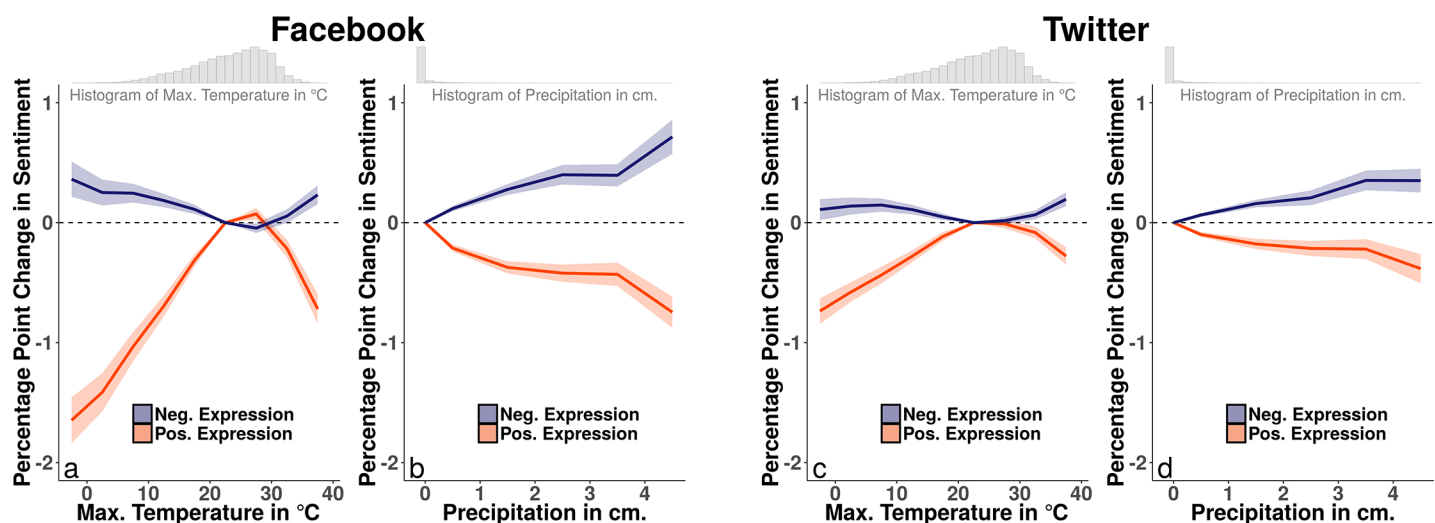 Facebook
Twitter
Percentage Point Change in Sentiment
Histogram of Max. Temperature in °C
1
0
-1
-2
Neg. Expression
Pos. Expression
a
0 10 20 30 40
Max. Temperature in °C
Percentage Point Change in Sentiment
Histogram of Precipitation in cm.
1
0
-1
-2
Neg. Expression
Pos. Expression
b
0 1 2 3 4
Precipitation in cm.
Percentage Point Change in Sentiment
Histogram of Max. Temperature in °C
1
0
-1
-2
Neg. Expression
Pos. Expression
c
0 10 20 30 40
Max. Temperature in °C
Percentage Point Change in Sentiment
Histogram of Precipitation in cm.
1
0
-1
-2
Neg. Expression
Pos. Expression
d
0 1 2 3 4
Precipitation in cm.